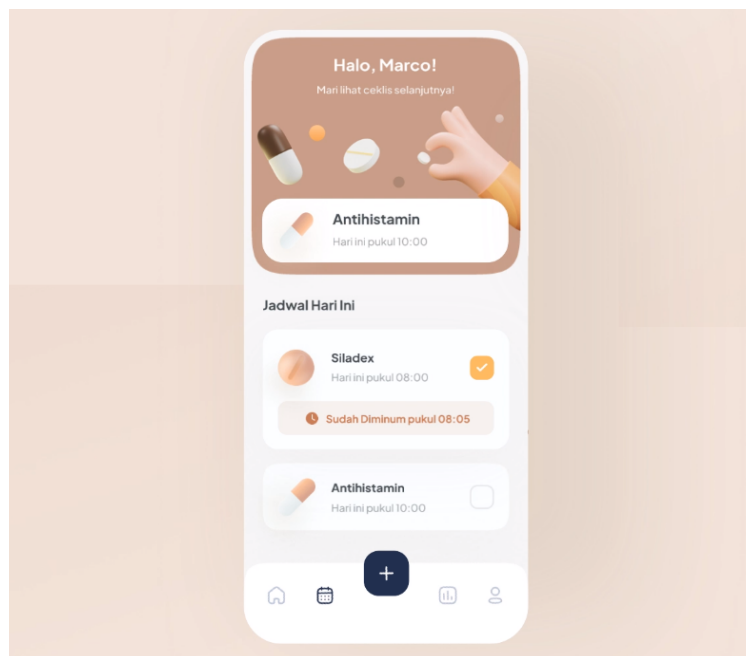 Halo, Marco!
Mari lihat ceklis selanjutnya!
Antihistamin
Hari ini pukul 10:00
Jadwal Hari Ini
Siladex
Hari ini pukul 08:00
Sudah Diminum pukul 08:05
Antihistamin
Hari ini pukul 10:00